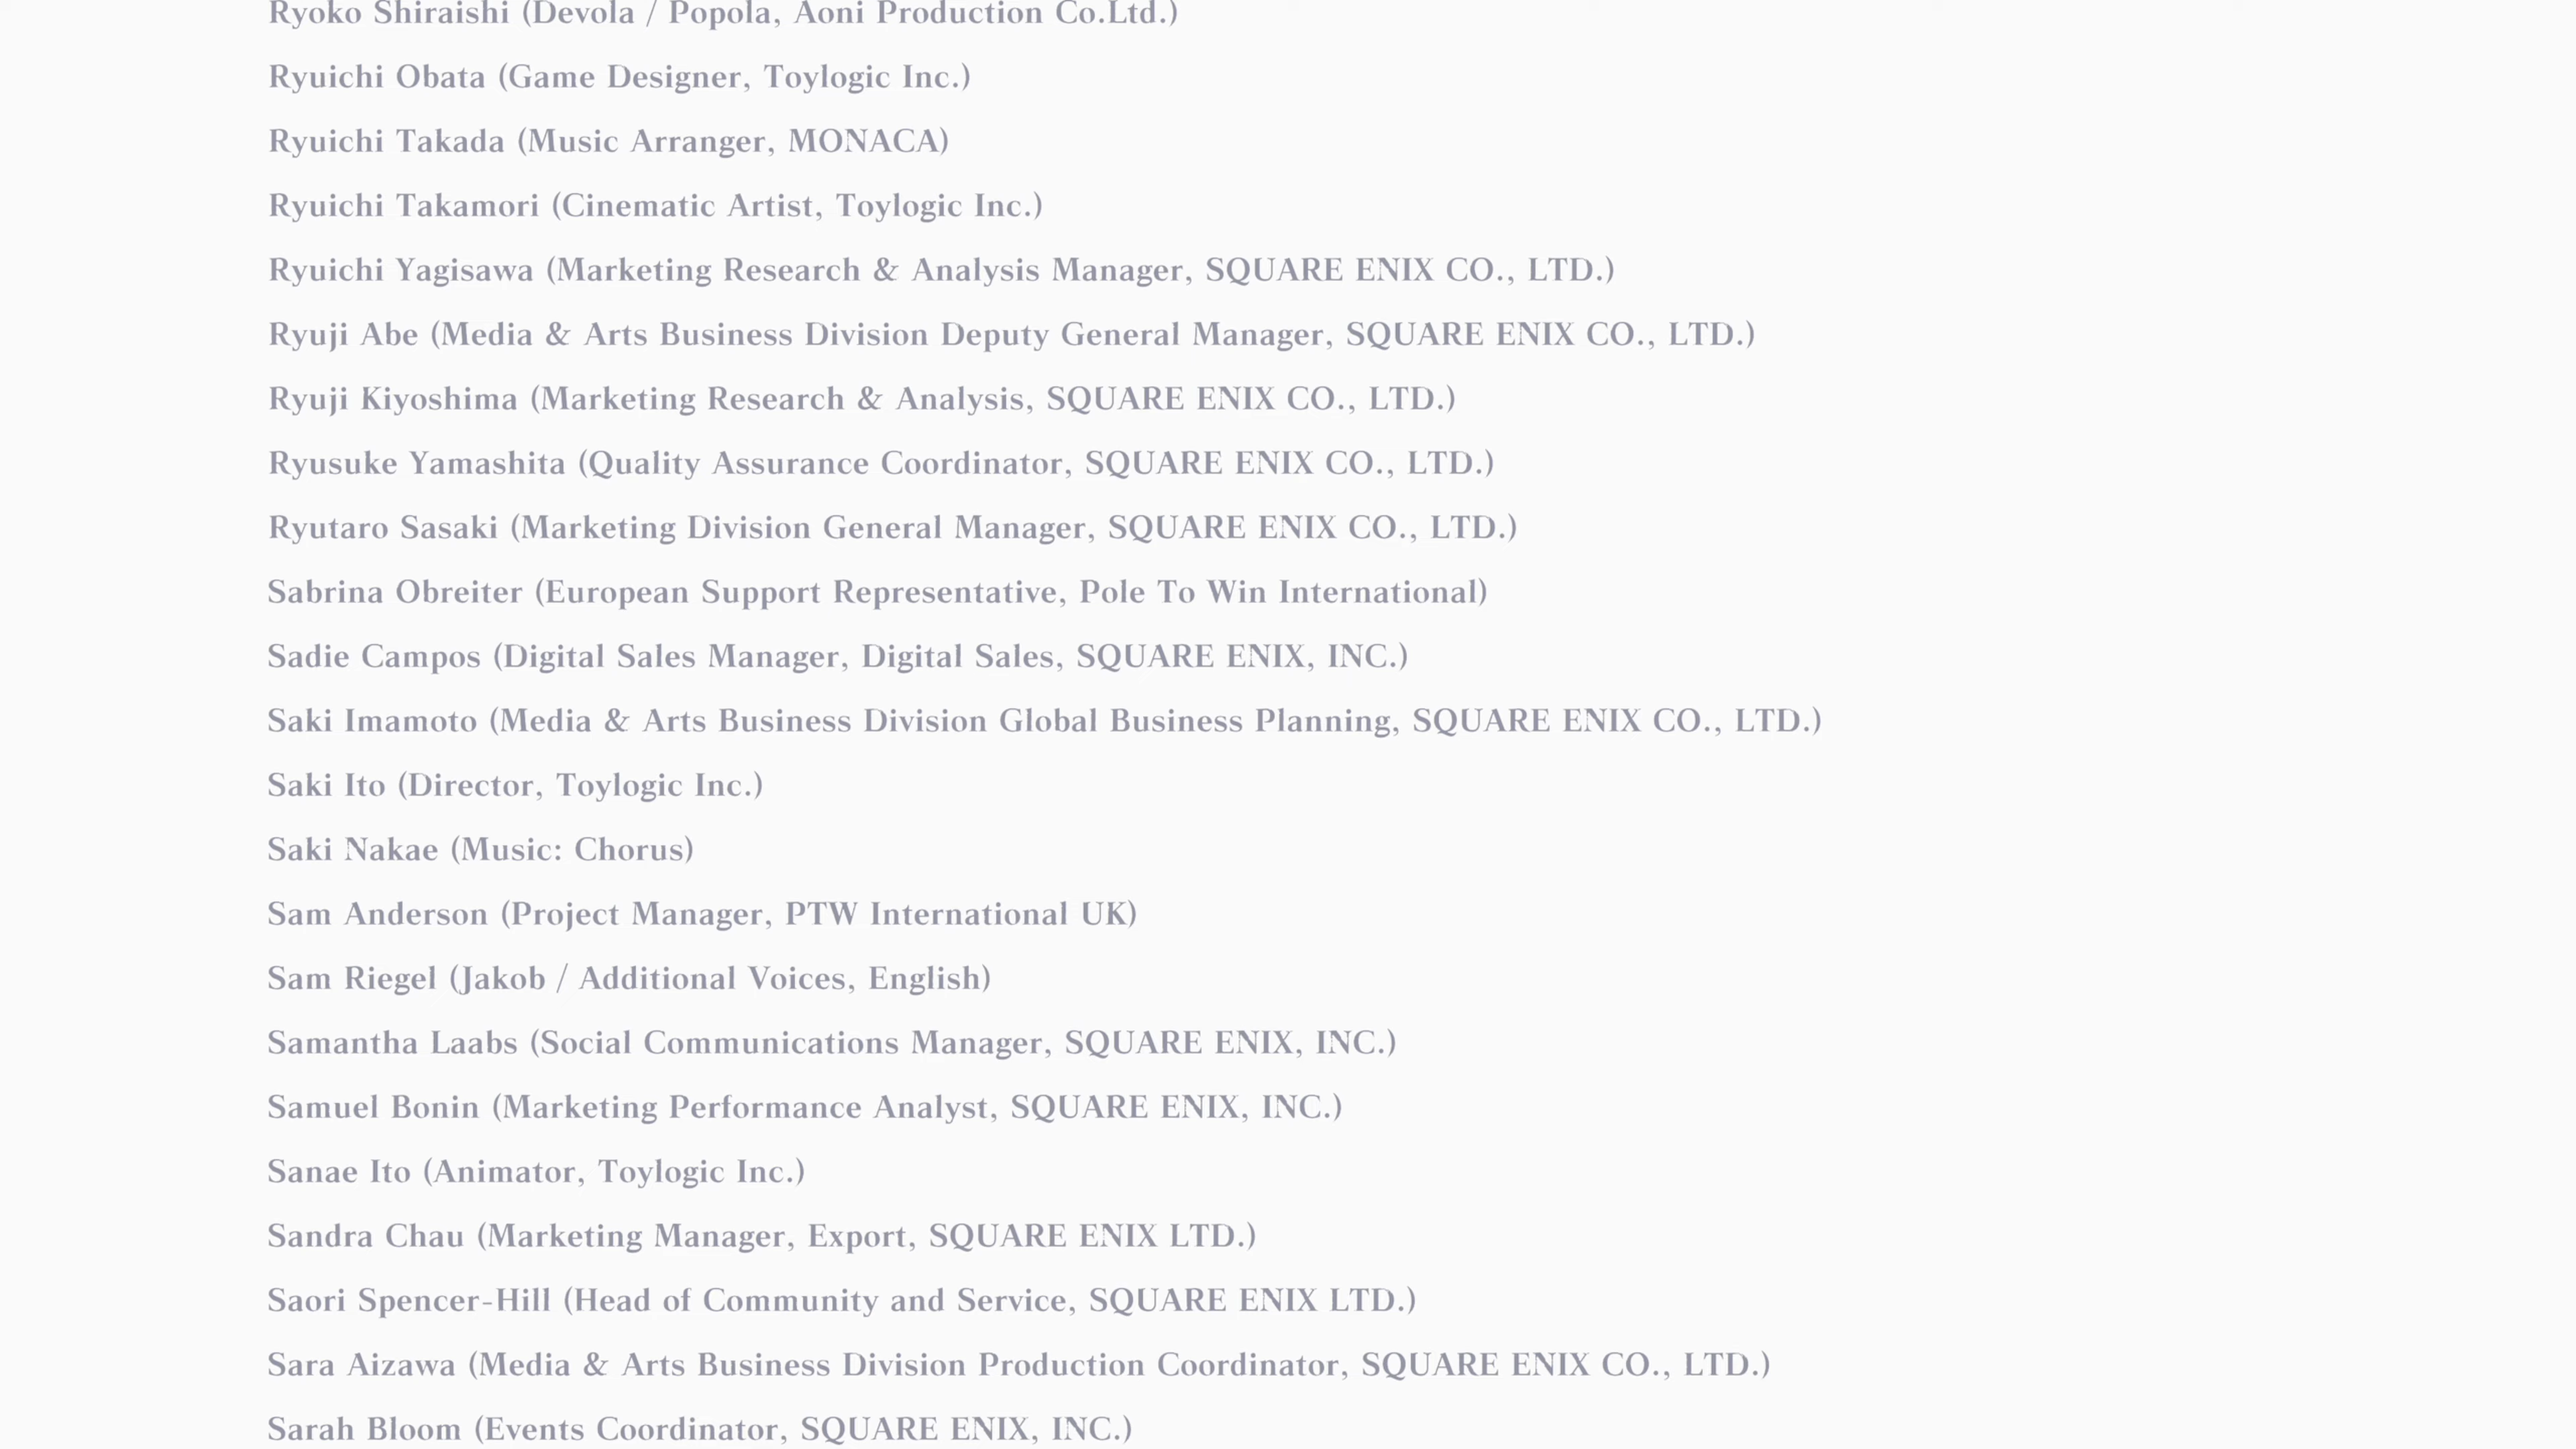 Ryoko Shiraishi (Devola / Popola, Aoni Production Co.Ltd.)
Ryuichi Obata (Game Designer, Toylogic Inc.)
Ryuichi Takada (Music Arranger, MONACA)
Ryuichi Takamori (Cinematic Artist, Toylogic Inc.)
Ryuichi Yagisawa (Marketing Research & Analysis Manager, SQUARE ENIX CO., LTD.)
Ryuji Abe (Media & Arts Business Division Deputy General Manager, SQUARE ENIX CO., LTD.)
Ryuji Kiyoshima (Marketing Research & Analysis, SQUARE ENIX CO., LTD.)
Ryusuke Yamashita (Quality Assurance Coordinator, SQUARE ENIX CO., LTD.)
Ryutaro Sasaki (Marketing Division General Manager, SQUARE ENIX CO., LTD.)
Sabrina Obreiter (European Support Representative, Pole To Win International)
Sadie Campos (Digital Sales Manager, Digital Sales, SQUARE ENIX, INC.)
Saki Imamoto (Media & Arts Business Division Global Business Planning, SQUARE ENIX CO., LTD.)
Saki Ito (Director, Toylogic Inc.)
Saki Nakae (Music: Chorus)
Sam Anderson (Project Manager, PTW International UK)
Sam Riegel (Jakob / Additional Voices, English)
Samantha Laabs (Social Communications Manager, SQUARE ENIX, INC.)
Samuel Bonin (Marketing Performance Analyst, SQUARE ENIX, INC.)
Sanae Ito (Animator, Toylogic Inc.)
Sandra Chau (Marketing Manager, Export, SQUARE ENIX LTD.)
Saori Spencer-Hill (Head of Community and Service, SQUARE ENIX LTD.)
Sara Aizawa (Media & Arts Business Division Production Coordinator, SQUARE ENIX CO., LTD.)
Sarah Bloom (Events Coordinator, SQUARE ENIX, INC.)